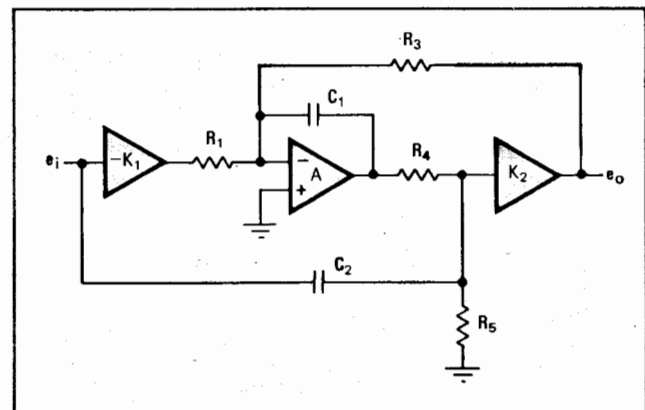 R₃
C₁
eᵢ
-K₁
R₁
−
A
+
R₄
K₂
eₒ
C₂
R₅